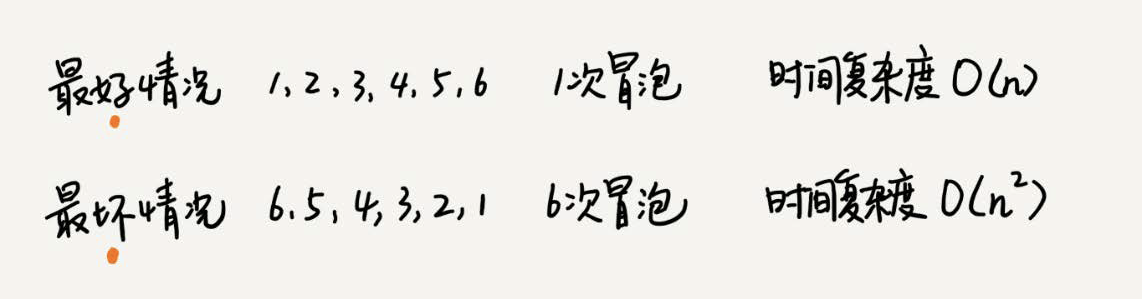 最好情况 1, 2, 3, 4, 5, 6 1次冒泡 时间复杂度 O(n)
最坏情况 6.5, 4, 3, 2, 1 6次冒泡 时间复杂度 O(n²)